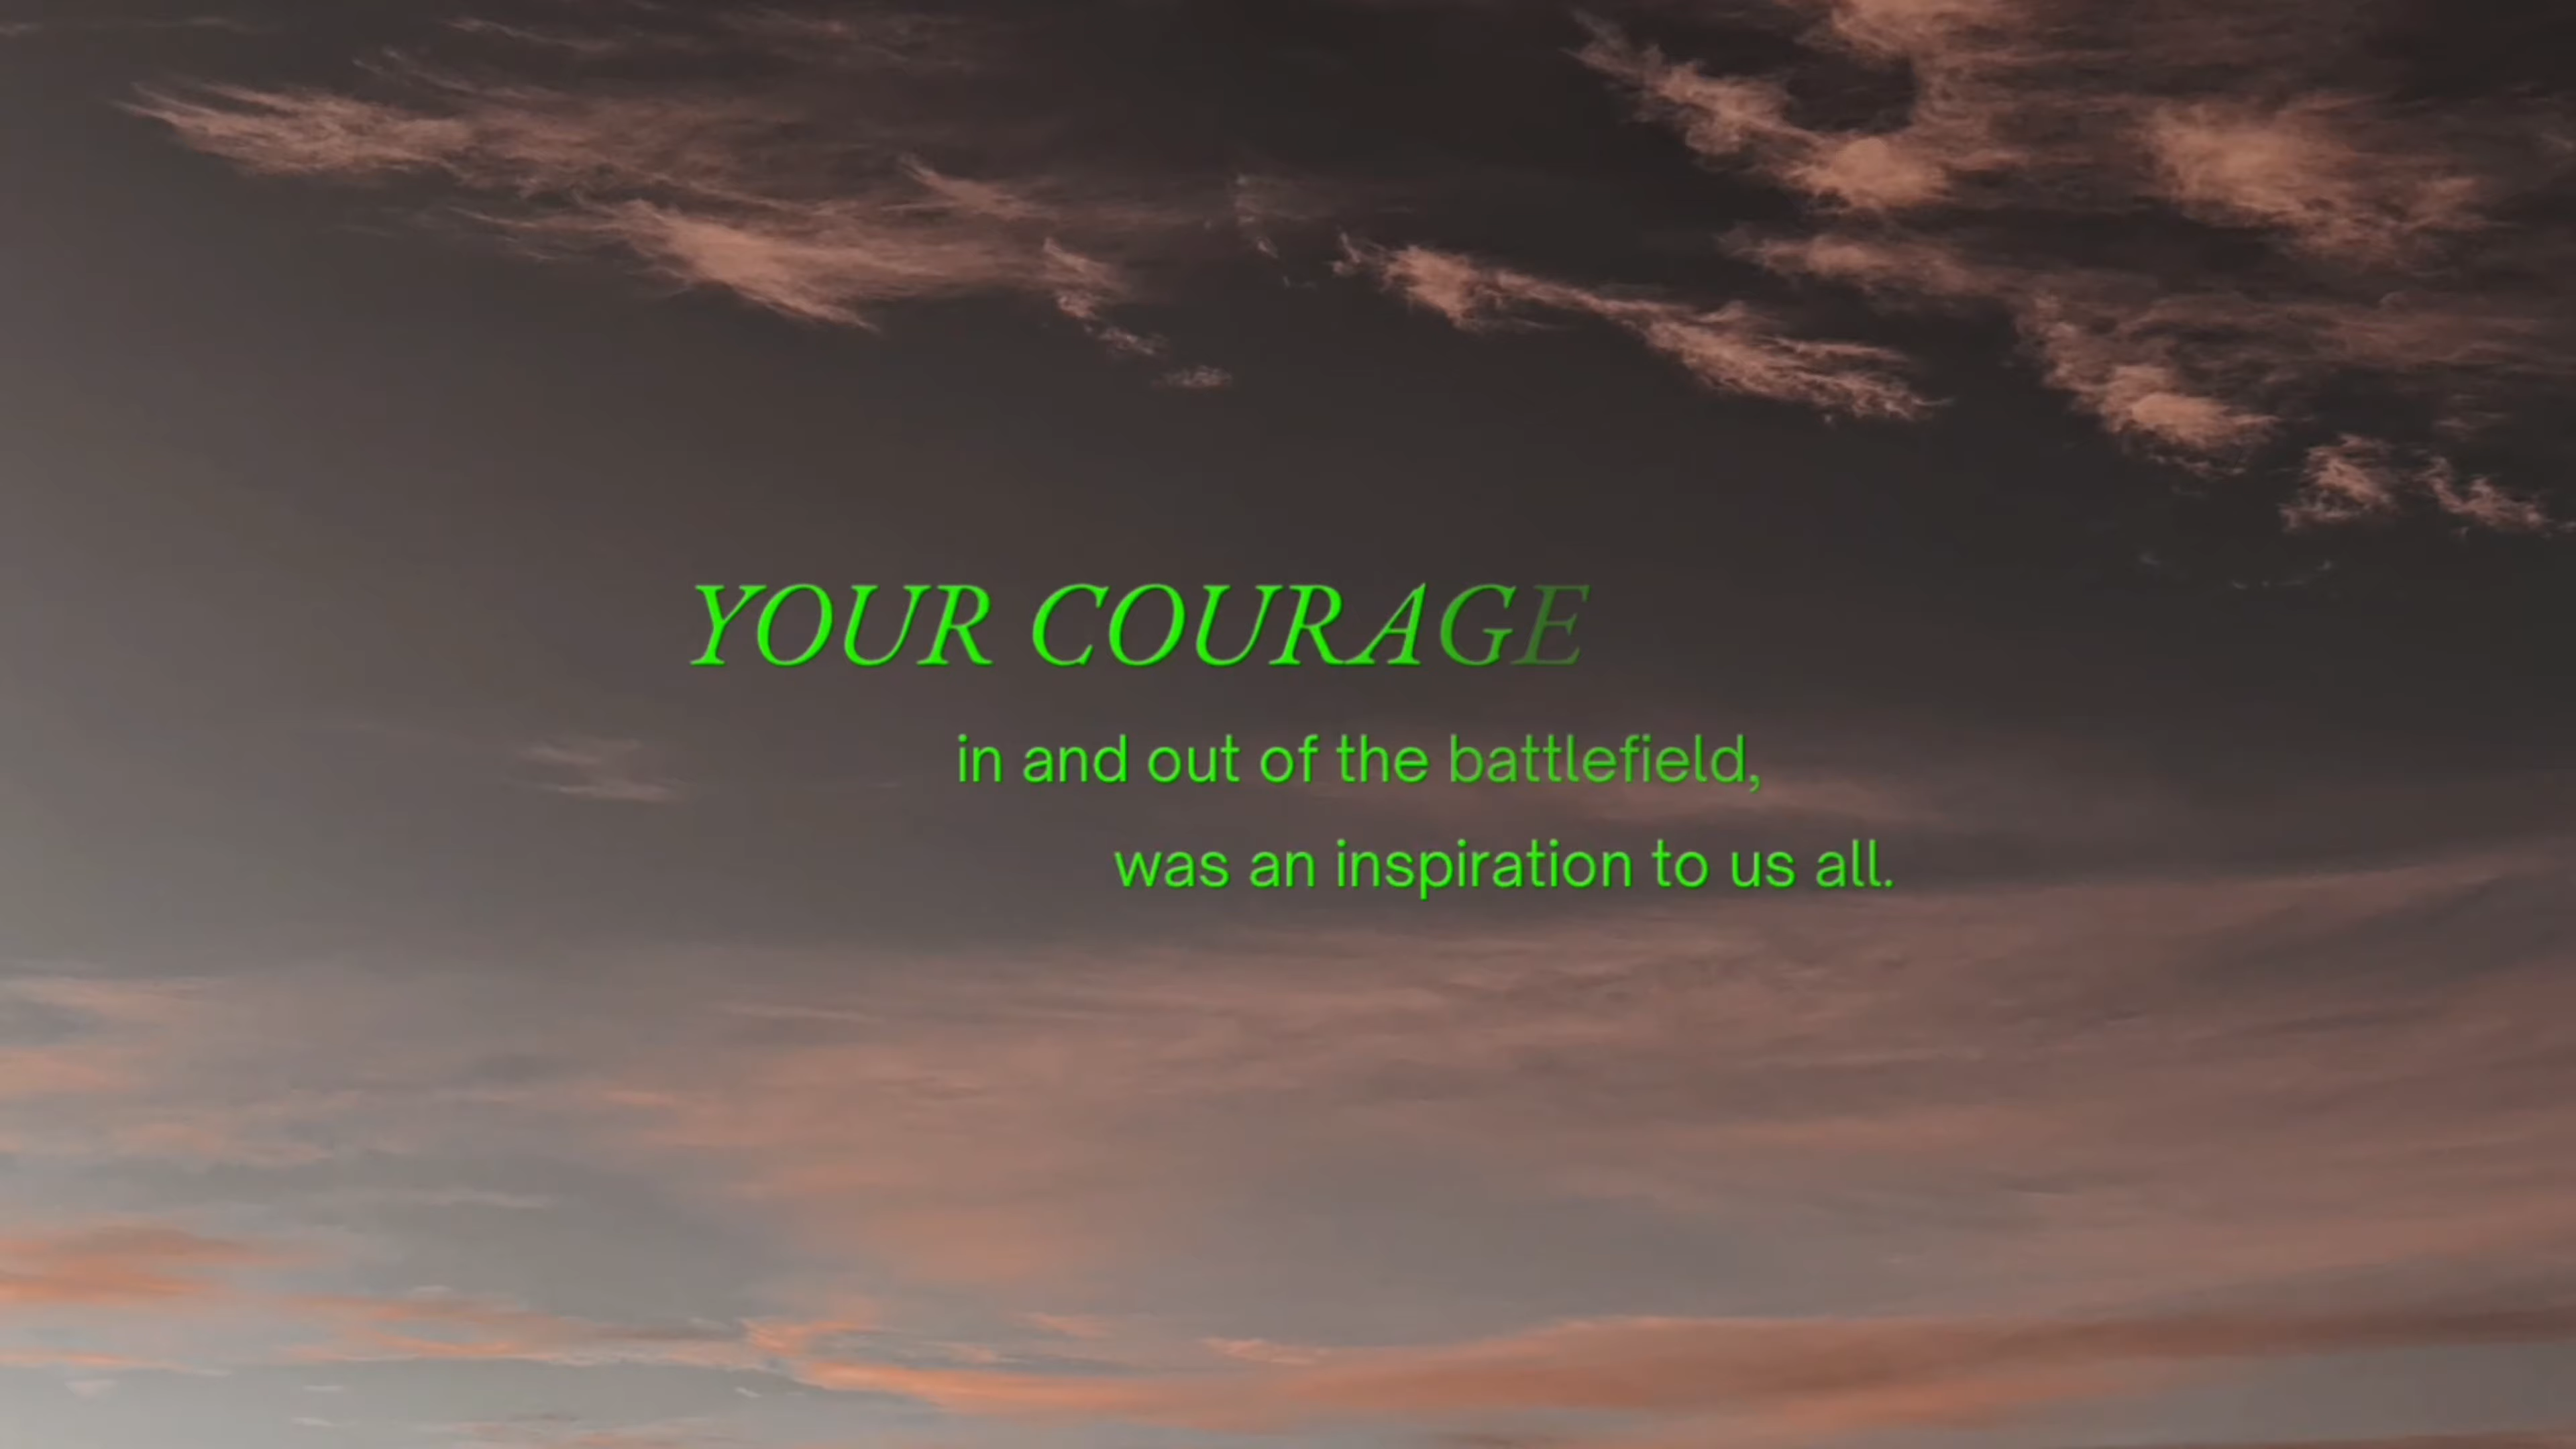 YOUR COURAGE
in and out of the battlefield,
was an inspiration to us all.